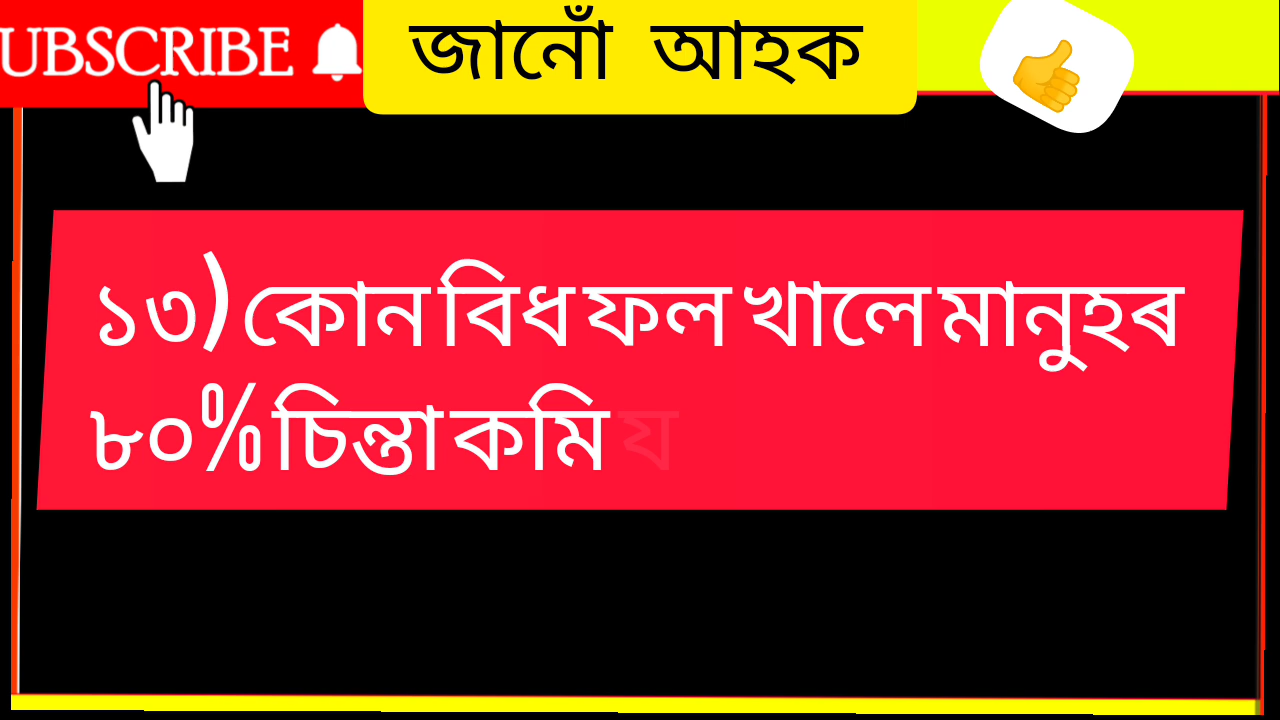 UBSCRIBE
জানোঁ আহক
১৩) কোন বিধ ফল খালে মানুহৰ
৮০% চিন্তা কমি য